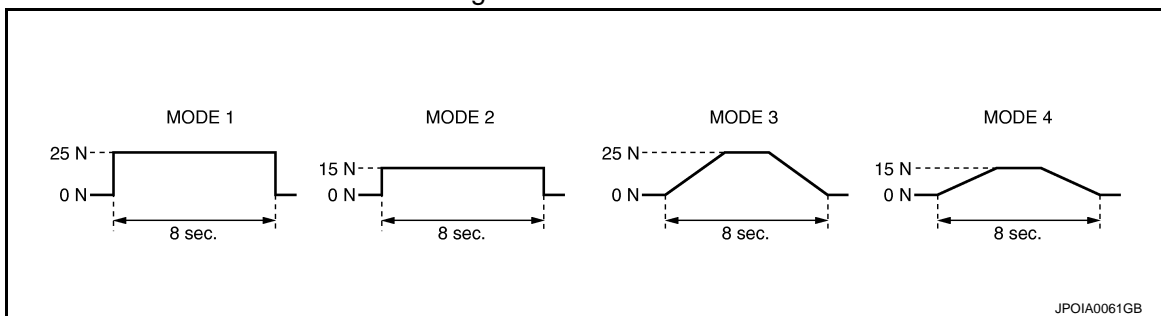 MODE 1
MODE 2
MODE 3
MODE 4
25 N
0 N
8 sec.
15 N
0 N
8 sec.
25 N
0 N
8 sec.
15 N
0 N
8 sec.
JPOIA0061GB